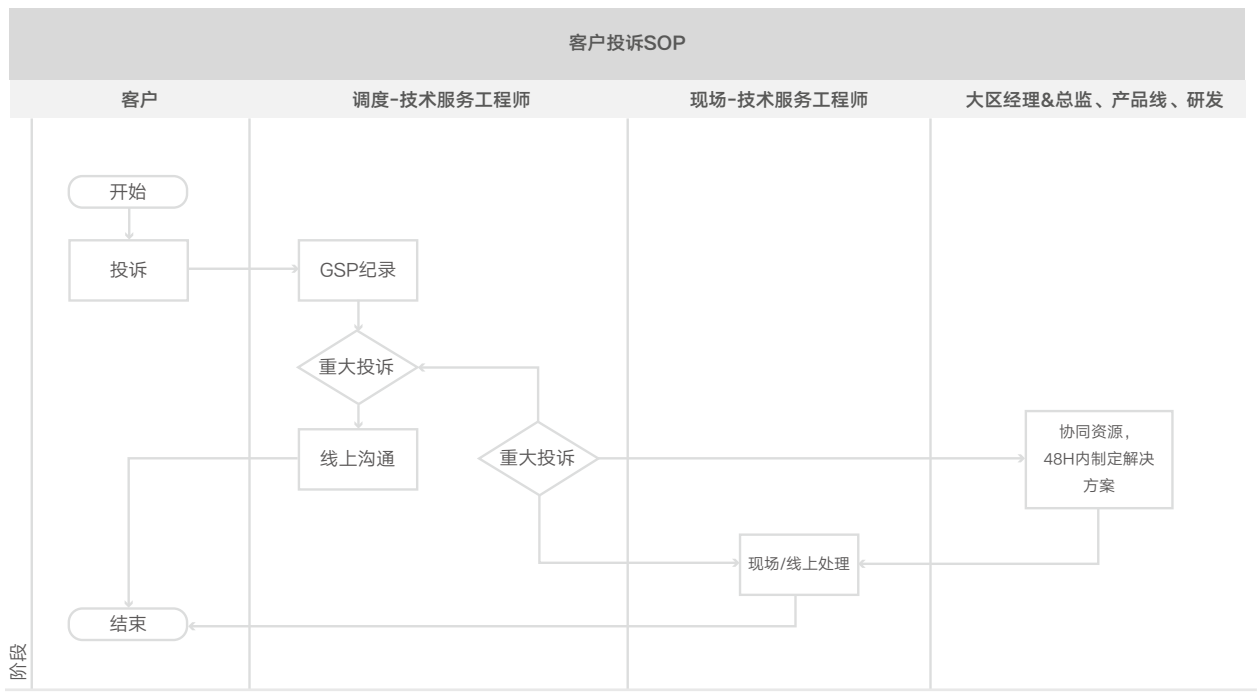 客户投诉SOP
客户
调度-技术服务工程师
现场-技术服务工程师
大区经理&总监、产品线、研发
开始
投诉
GSP纪录
重大投诉
线上沟通
重大投诉
协同资源，
48H内制定解决
方案
现场/线上处理
结束
阶段